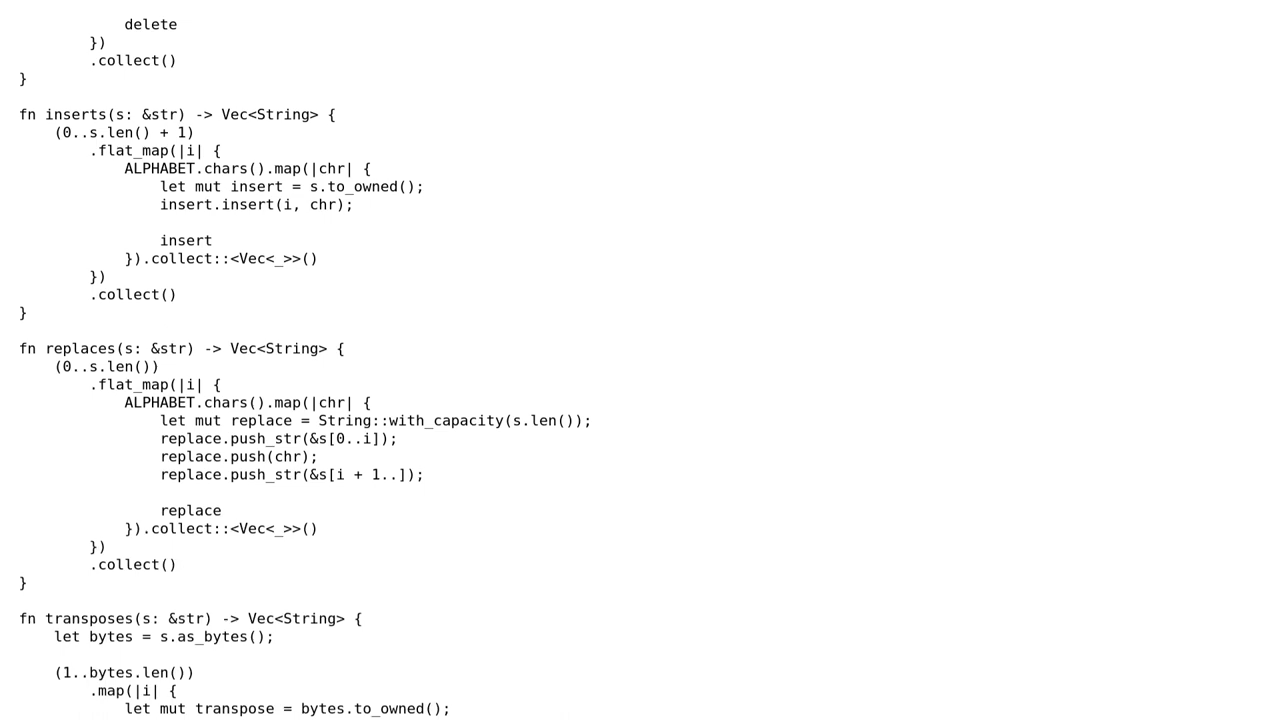 delete
        })
        .collect()
}

fn inserts(s: &str) -> Vec<String> {
    (0..s.len() + 1)
        .flat_map(|i| {
            ALPHABET.chars().map(|chr| {
                let mut insert = s.to_owned();
                insert.insert(i, chr);

                insert
            }).collect::<Vec<_>>()
        })
        .collect()
}

fn replaces(s: &str) -> Vec<String> {
    (0..s.len())
        .flat_map(|i| {
            ALPHABET.chars().map(|chr| {
                let mut replace = String::with_capacity(s.len());
                replace.push_str(&s[0..i]);
                replace.push(chr);
                replace.push_str(&s[i + 1..]);

                replace
            }).collect::<Vec<_>>()
        })
        .collect()
}

fn transposes(s: &str) -> Vec<String> {
    let bytes = s.as_bytes();

    (1..bytes.len())
        .map(|i| {
            let mut transpose = bytes.to_owned();